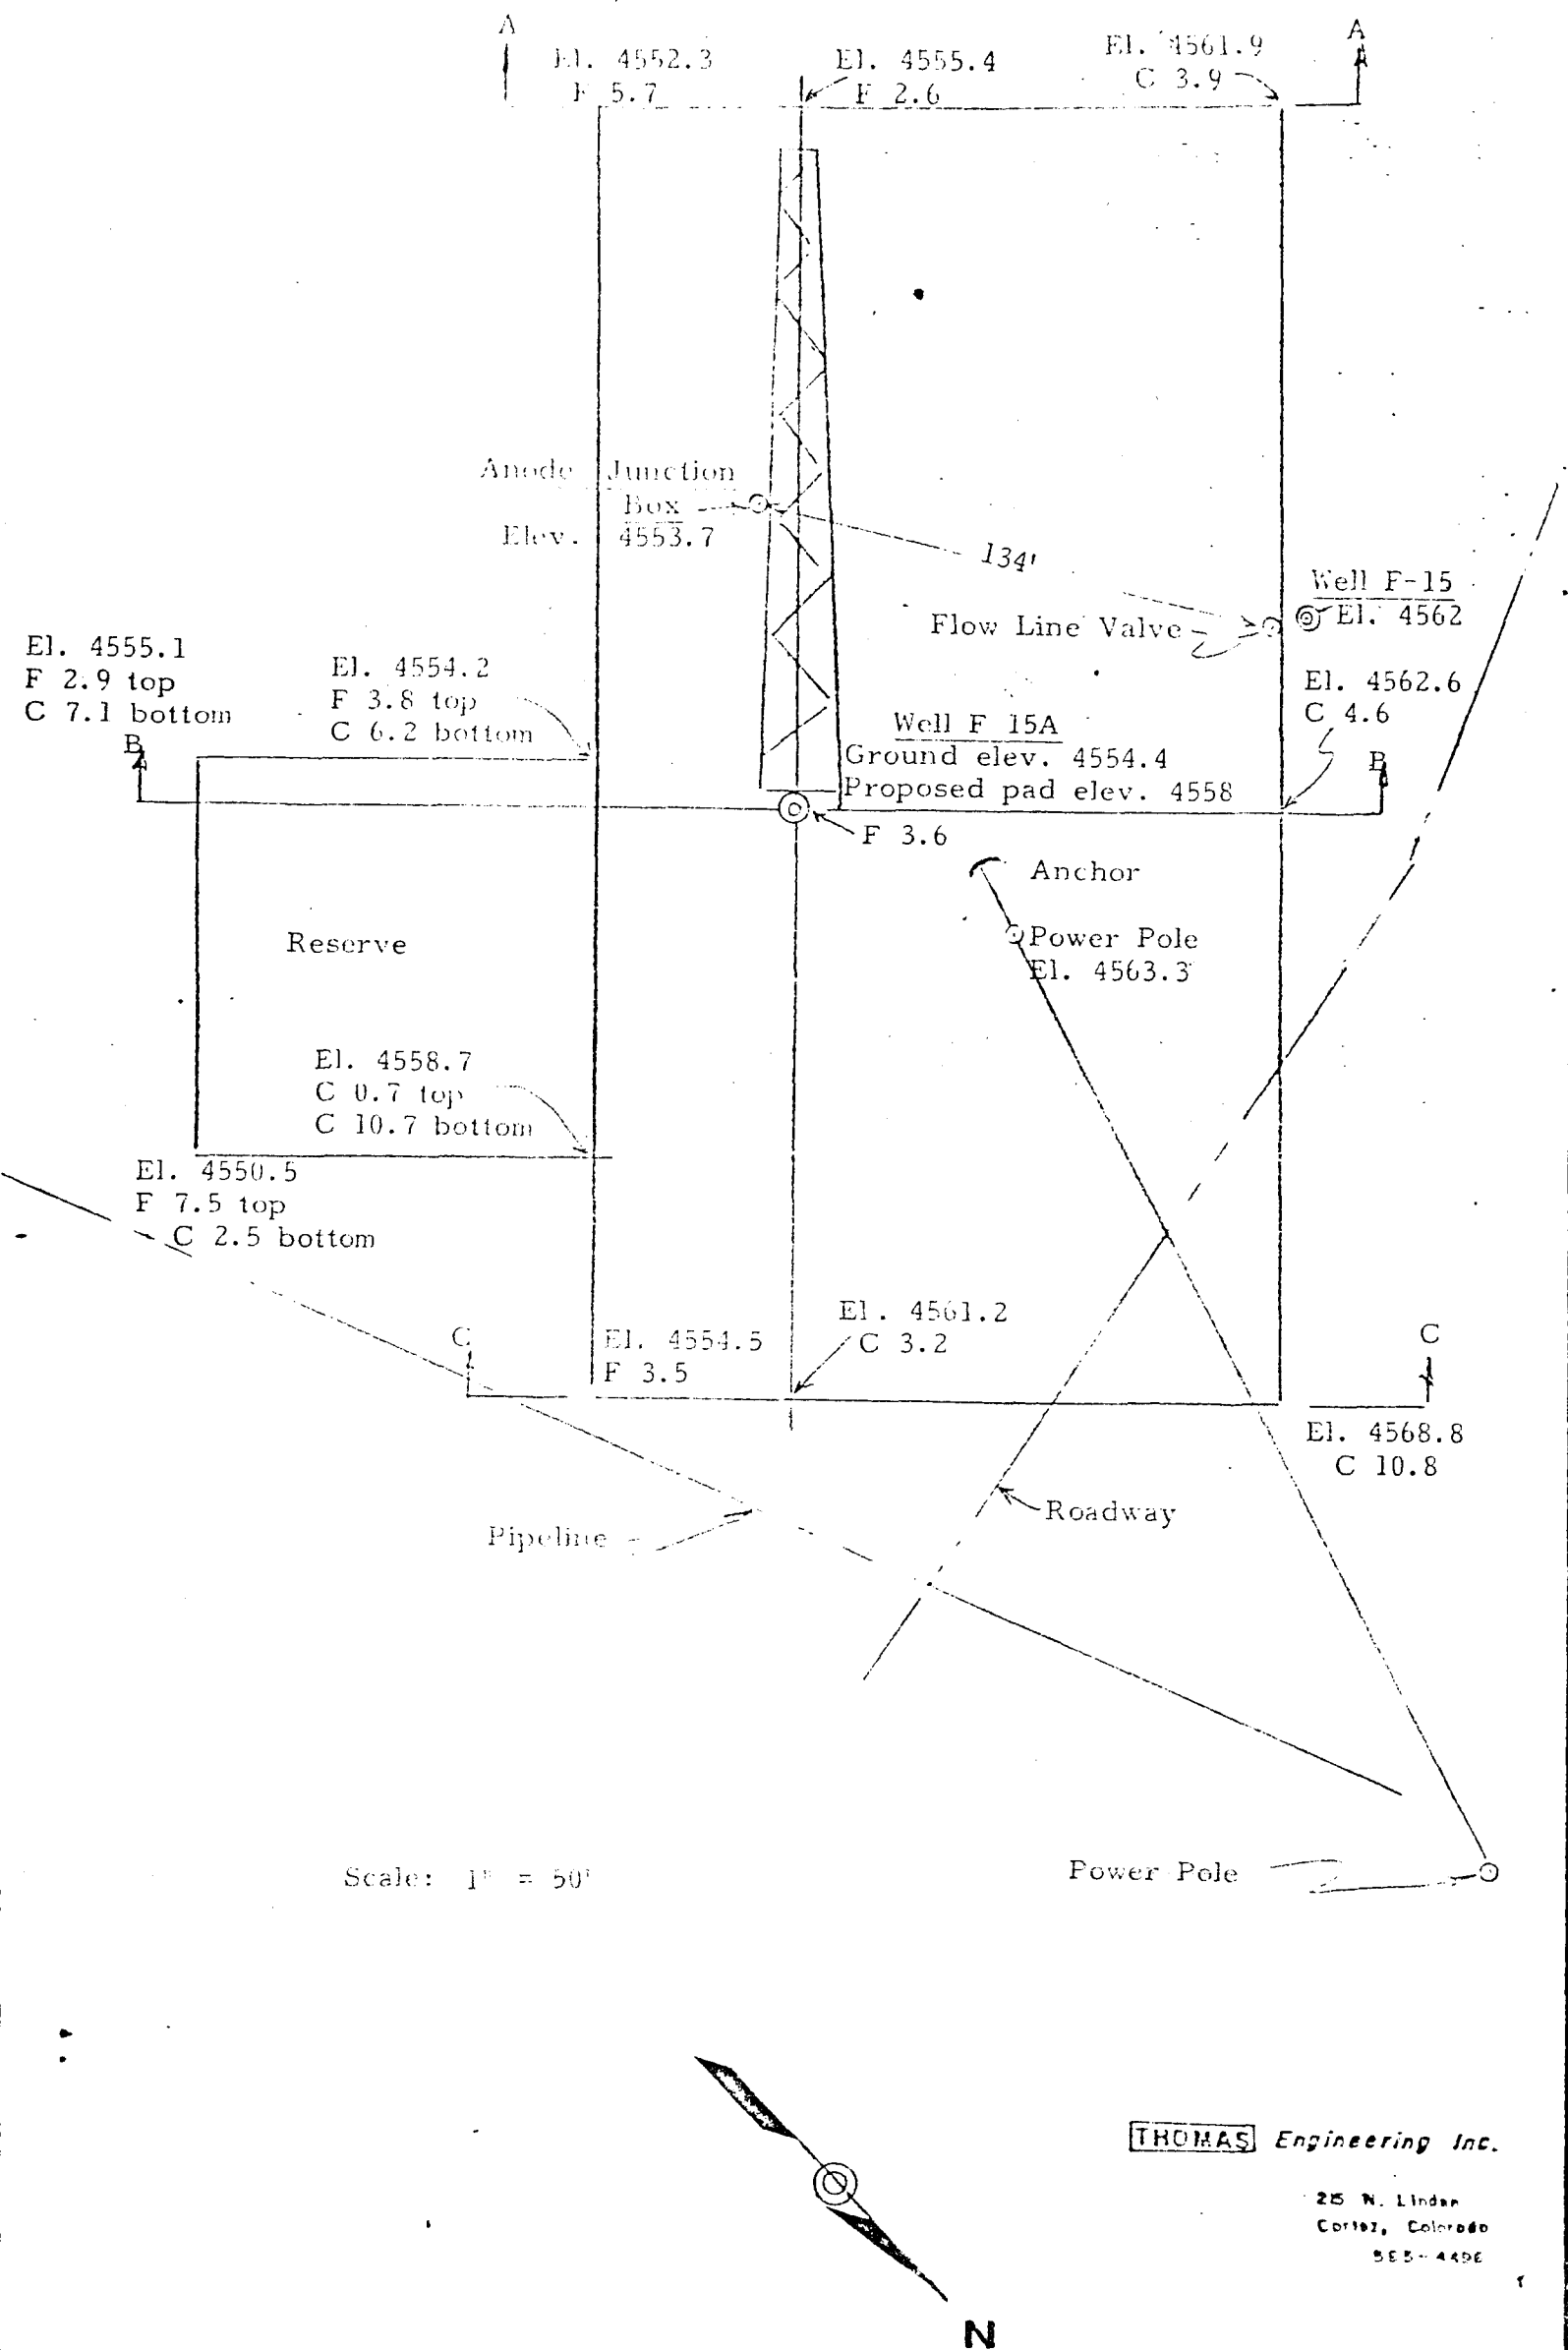 A
A
El. 4552.3
F 5.7
El. 4555.4
F 2.6
El. 4561.9
C 3.9
Anode Junction
Box
Elev. 4553.7
134'
Flow Line Valve
Well F-15
El. 4562
El. 4555.1
F 2.9 top
C 7.1 bottom
El. 4554.2
F 3.8 top
C 6.2 bottom
El. 4562.6
C 4.6
B
B
Well F 15A
Ground elev. 4554.4
Proposed pad elev. 4558
F 3.6
Anchor
Power Pole
El. 4563.3
Reserve
El. 4558.7
C 0.7 top
C 10.7 bottom
El. 4550.5
F 7.5 top
C 2.5 bottom
El. 4561.2
C 3.2
C
C
El. 4554.5
F 3.5
El. 4568.8
C 10.8
Roadway
Pipeline
Scale: 1" = 50'
Power Pole
THOMAS Engineering Inc.
215 N. Linden
Cortez, Colorado
N